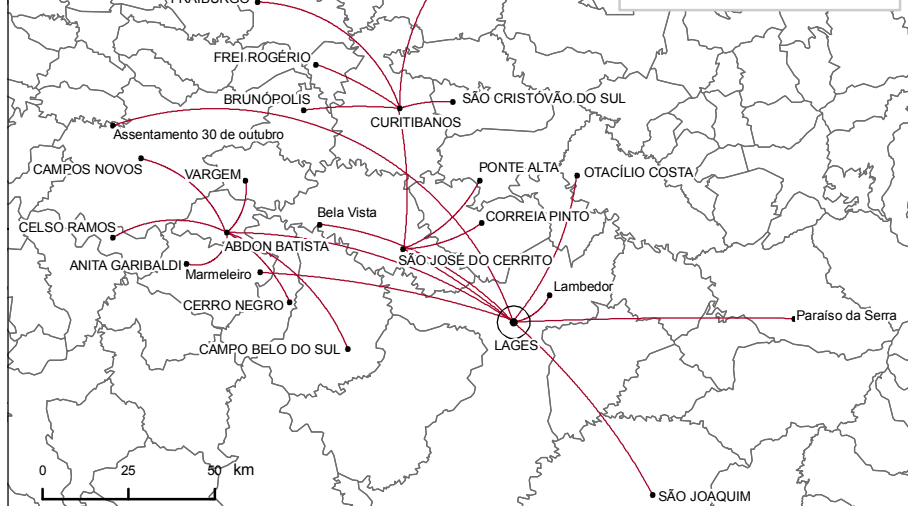 FRAIBURGO
FREI ROGÉRIO
BRUNÓPOLIS
SÃO CRISTÓVÃO DO SUL
CURITIBANOS
Assentamento 30 de outubro
CAMPOS NOVOS
VARGEM
PONTE ALTA
OTACÍLIO COSTA
Bela Vista
CORREIA PINTO
CELSO RAMOS
ABDON BATISTA
SÃO JOSÉ DO CERRITO
ANITA GARIBALDI
Marmeleiro
Lambedor
CERRO NEGRO
Paraíso da Serra
LAGES
CAMPO BELO DO SUL
0 25 50 km
SÃO JOAQUIM